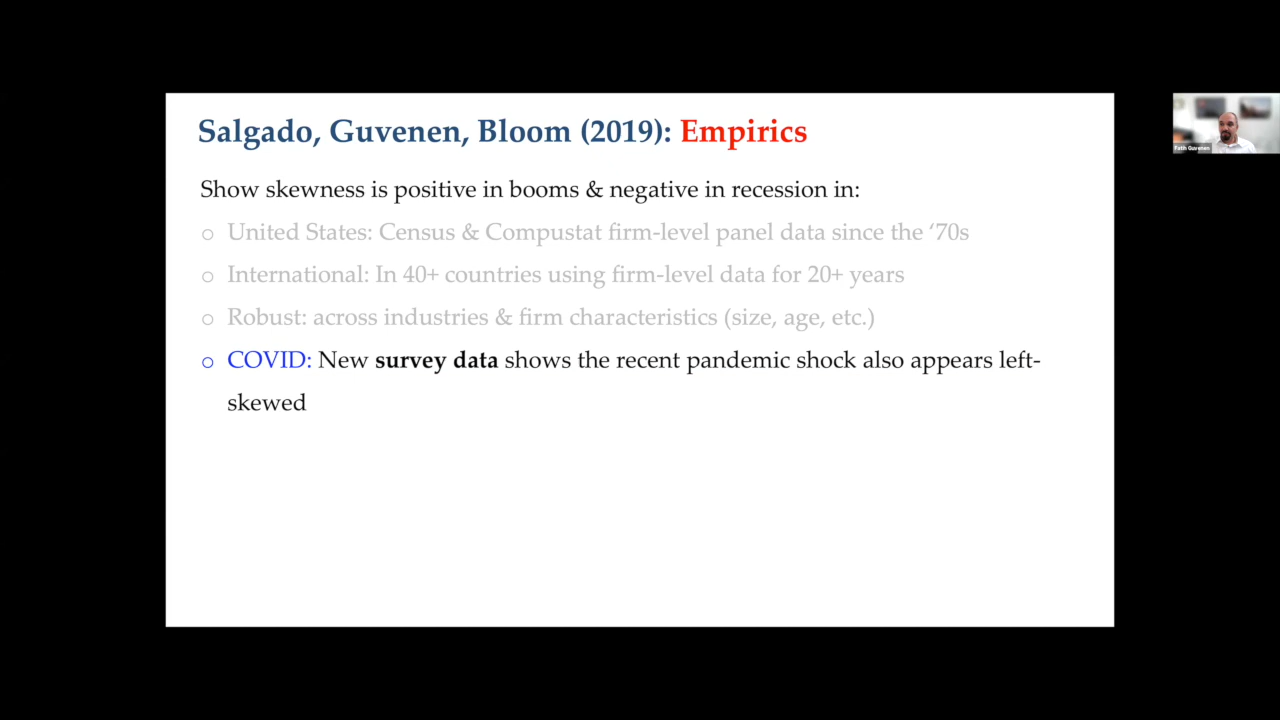 Salgado, Guvenen, Bloom (2019): Empirics
Show skewness is positive in booms & negative in recession in:
○ United States: Census & Compustat firm-level panel data since the ‘70s
○ International: In 40+ countries using firm-level data for 20+ years
○ Robust: across industries & firm characteristics (size, age, etc.)
○ COVID: New survey data shows the recent pandemic shock also appears left-
skewed
Fatih Guvenen